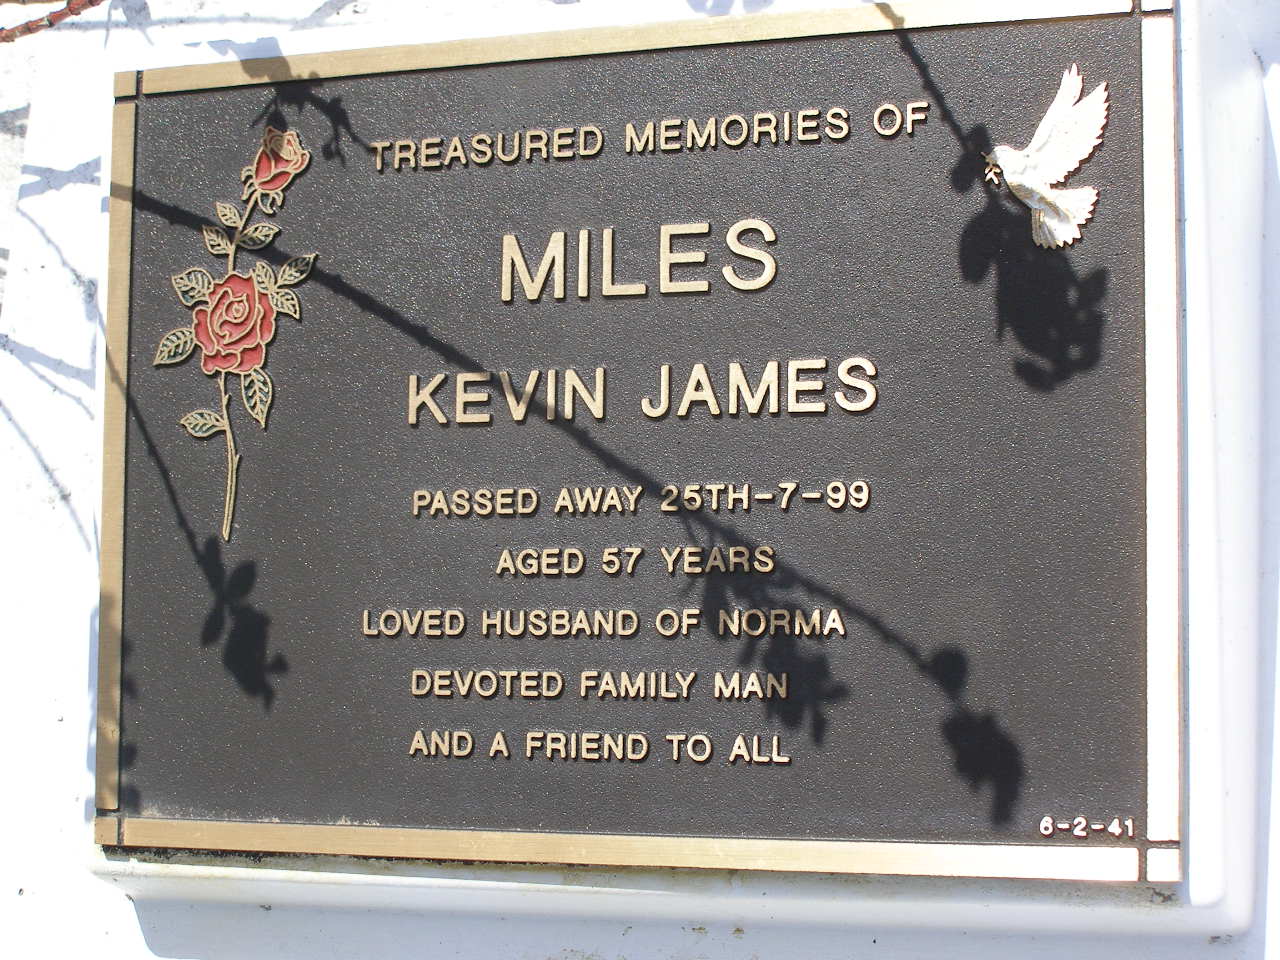 TREASURED MEMORIES OF
MILES
KEVIN JAMES
PASSED AWAY 25TH-7-99
AGED 57 YEARS
LOVED HUSBAND OF NORMA
DEVOTED FAMILY MAN
AND A FRIEND TO ALL
6-2-41